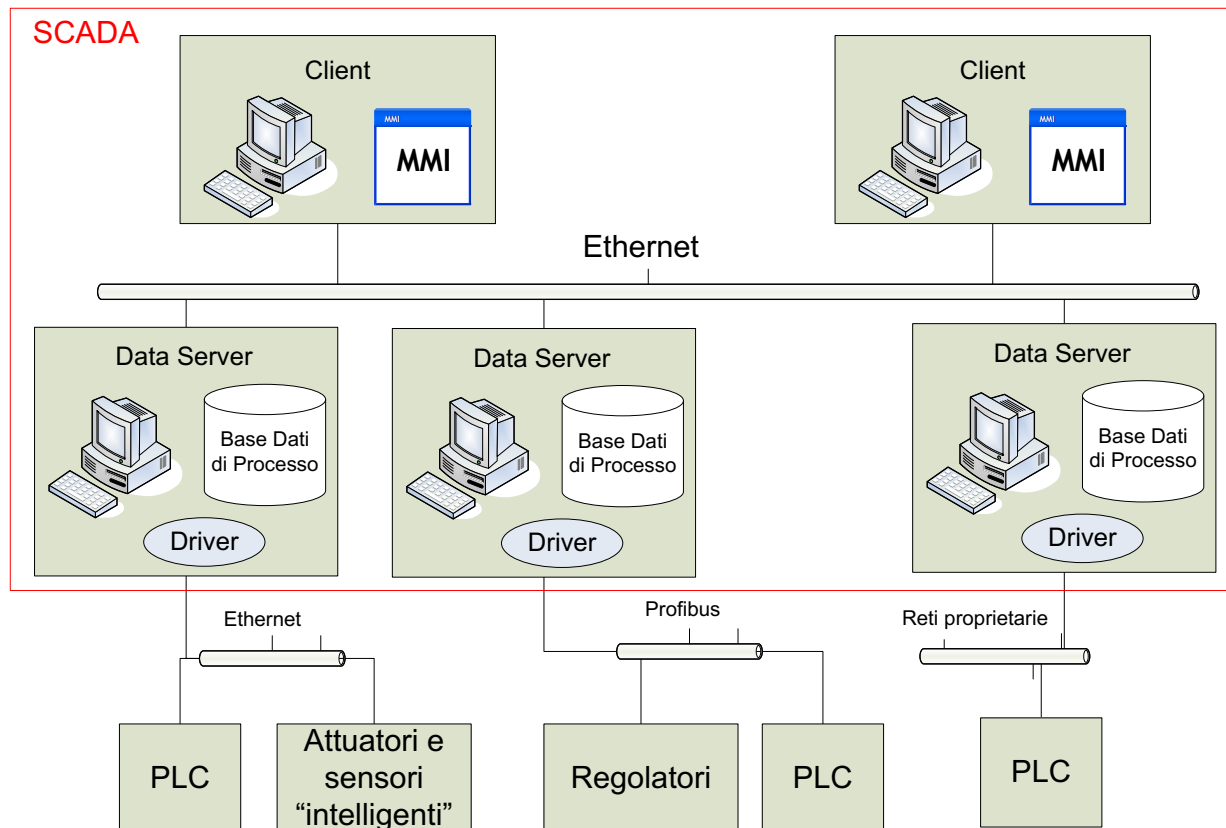 SCADA
Client
MMI
MMI
Client
MMI
MMI
Ethernet
Data Server
Base Dati
di Processo
Driver
Data Server
Base Dati
di Processo
Driver
Data Server
Base Dati
di Processo
Driver
Ethernet
Profibus
Reti proprietarie
PLC
Attuatori e
sensori
“intelligenti”
Regolatori
PLC
PLC